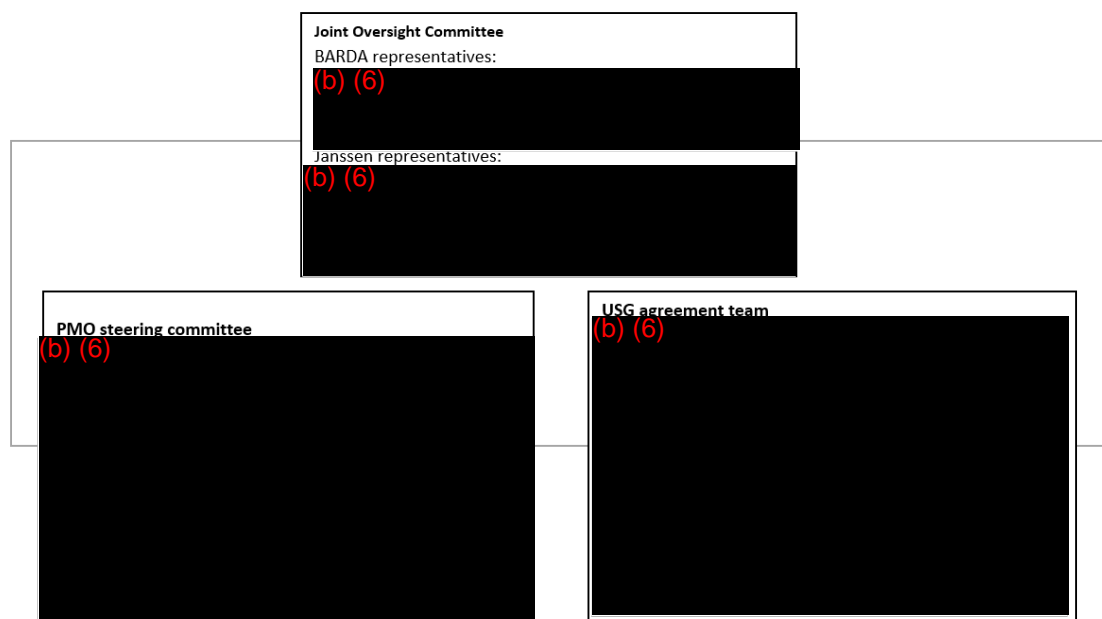 Joint Oversight Committee
BARDA representatives:
(b) (6)
Janssen representatives:
(b) (6)
PMO steering committee
(b) (6)
USG agreement team
(b) (6)